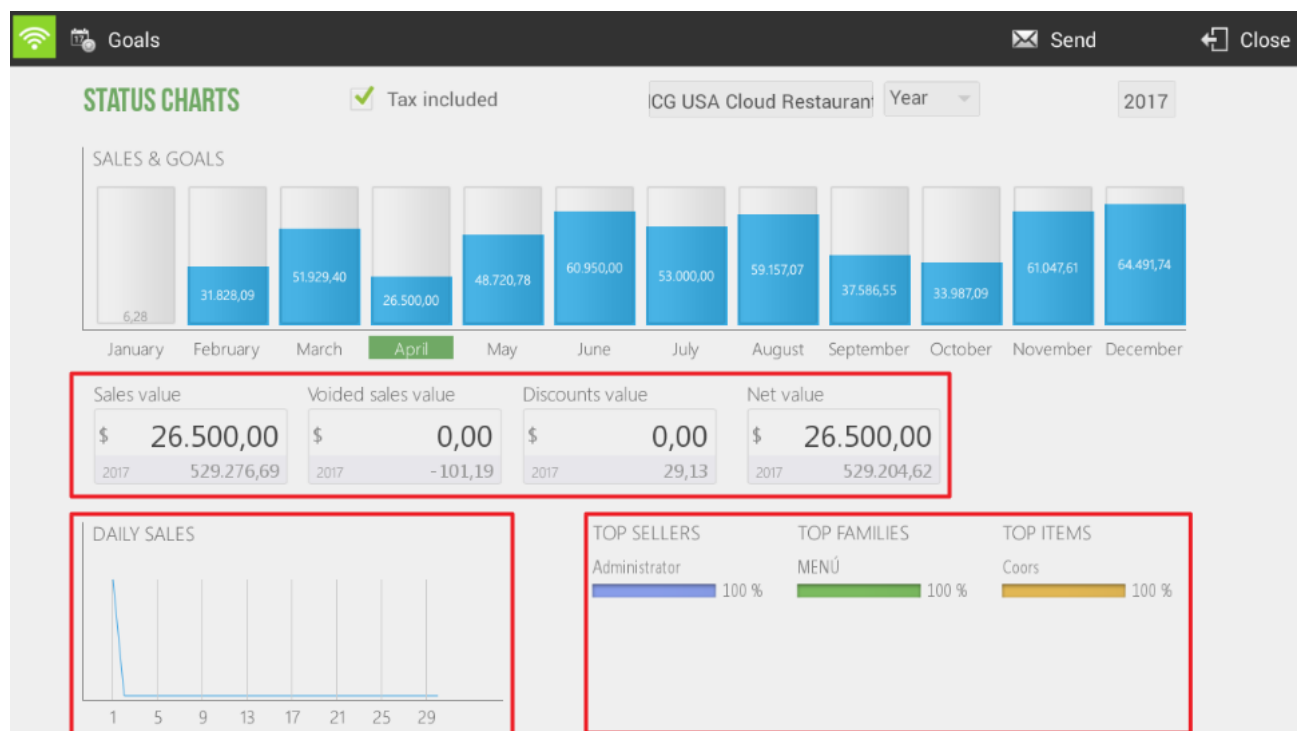 Goals Send Close
STATUS CHARTS Tax included ICG USA Cloud Restaurant Year 2017
SALES & GOALS
6,28 31.828,09 51.929,40 26.500,00 48.720,78 60.950,00 53.000,00 59.157,07 37.586,55 33.987,09 61.047,61 64.491,74
January February March April May June July August September October November December
Sales value Voided sales value Discounts value Net value
$ 26.500,00 $ 0,00 $ 0,00 $ 26.500,00
2017 529.276,69 2017 -101,19 2017 29,13 2017 529.204,62
DAILY SALES
1 5 9 13 17 21 25 29
TOP SELLERS TOP FAMILIES TOP ITEMS
Administrator MENÚ Coors
100 % 100 % 100 %